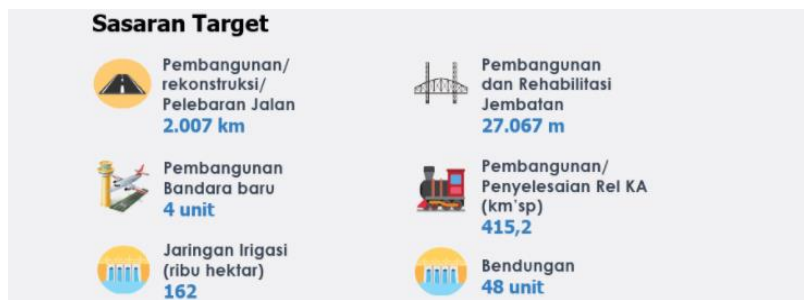 Sasaran Target
Pembangunan/
rekonstruksi/
Pelebaran Jalan
2.007 km
Pembangunan
dan Rehabilitasi
Jembatan
27.067 m
Pembangunan
Bandara baru
4 unit
Pembangunan/
Penyelesaian Rel KA
(km'sp)
415,2
Jaringan Irigasi
(ribu hektar)
162
Bendungan
48 unit